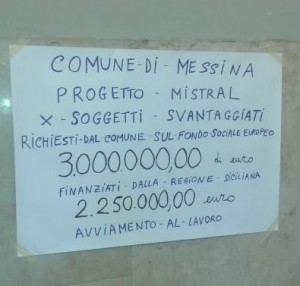 COMUNE-DI-MESSINA
PROGETTO-MISTRAL
X-SOGGETTI-SVANTAGGIATI
RICHIESTI-DAL-COMUNE-SUL-FONDO-SOCIALE EUROPEO
3.000.000,00 di euro
FINANZIATI-DALLA-REGIONE-SICILIANA
2.250.000,00 euro
AVVIAMENTO-AL-LAVORO